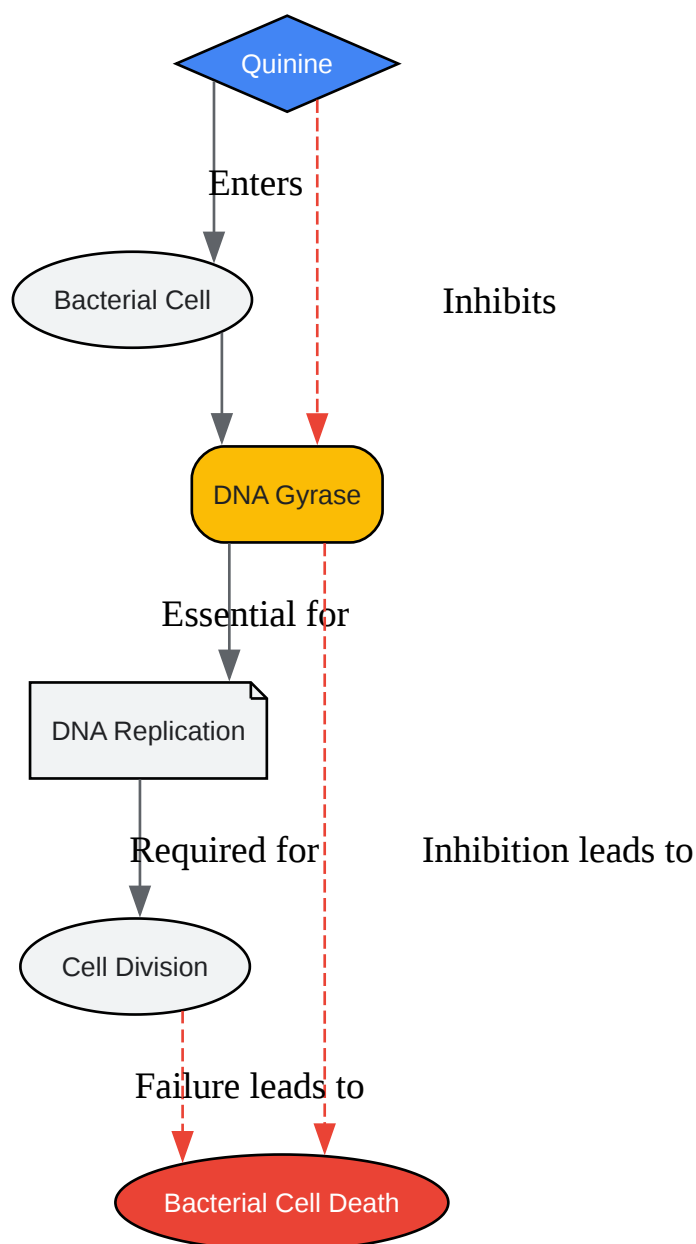 Quinine
Enters
Bacterial Cell
Inhibits
DNA Gyrase
Essential for
DNA Replication
Required for
Inhibition leads to
Cell Division
Failure leads to
Bacterial Cell Death